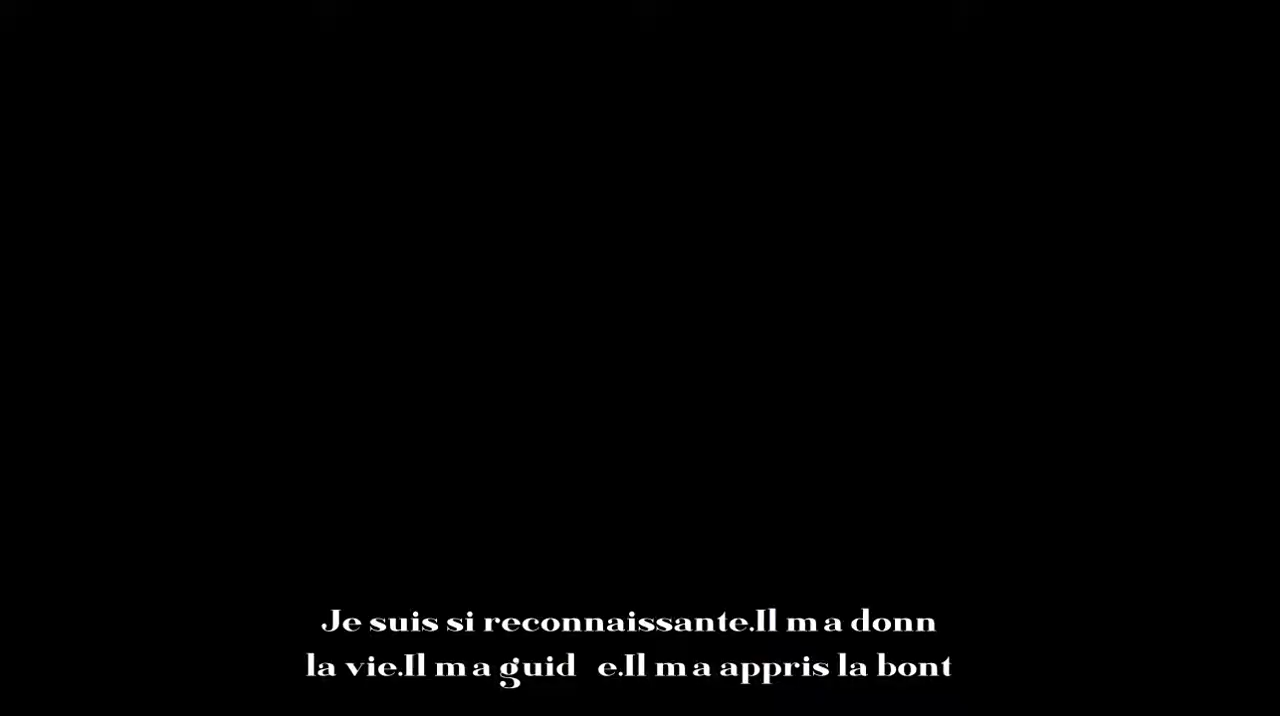 Je suis si reconnaissante.Il m a donn
la vie.Il m a guid e.Il m a appris la bont